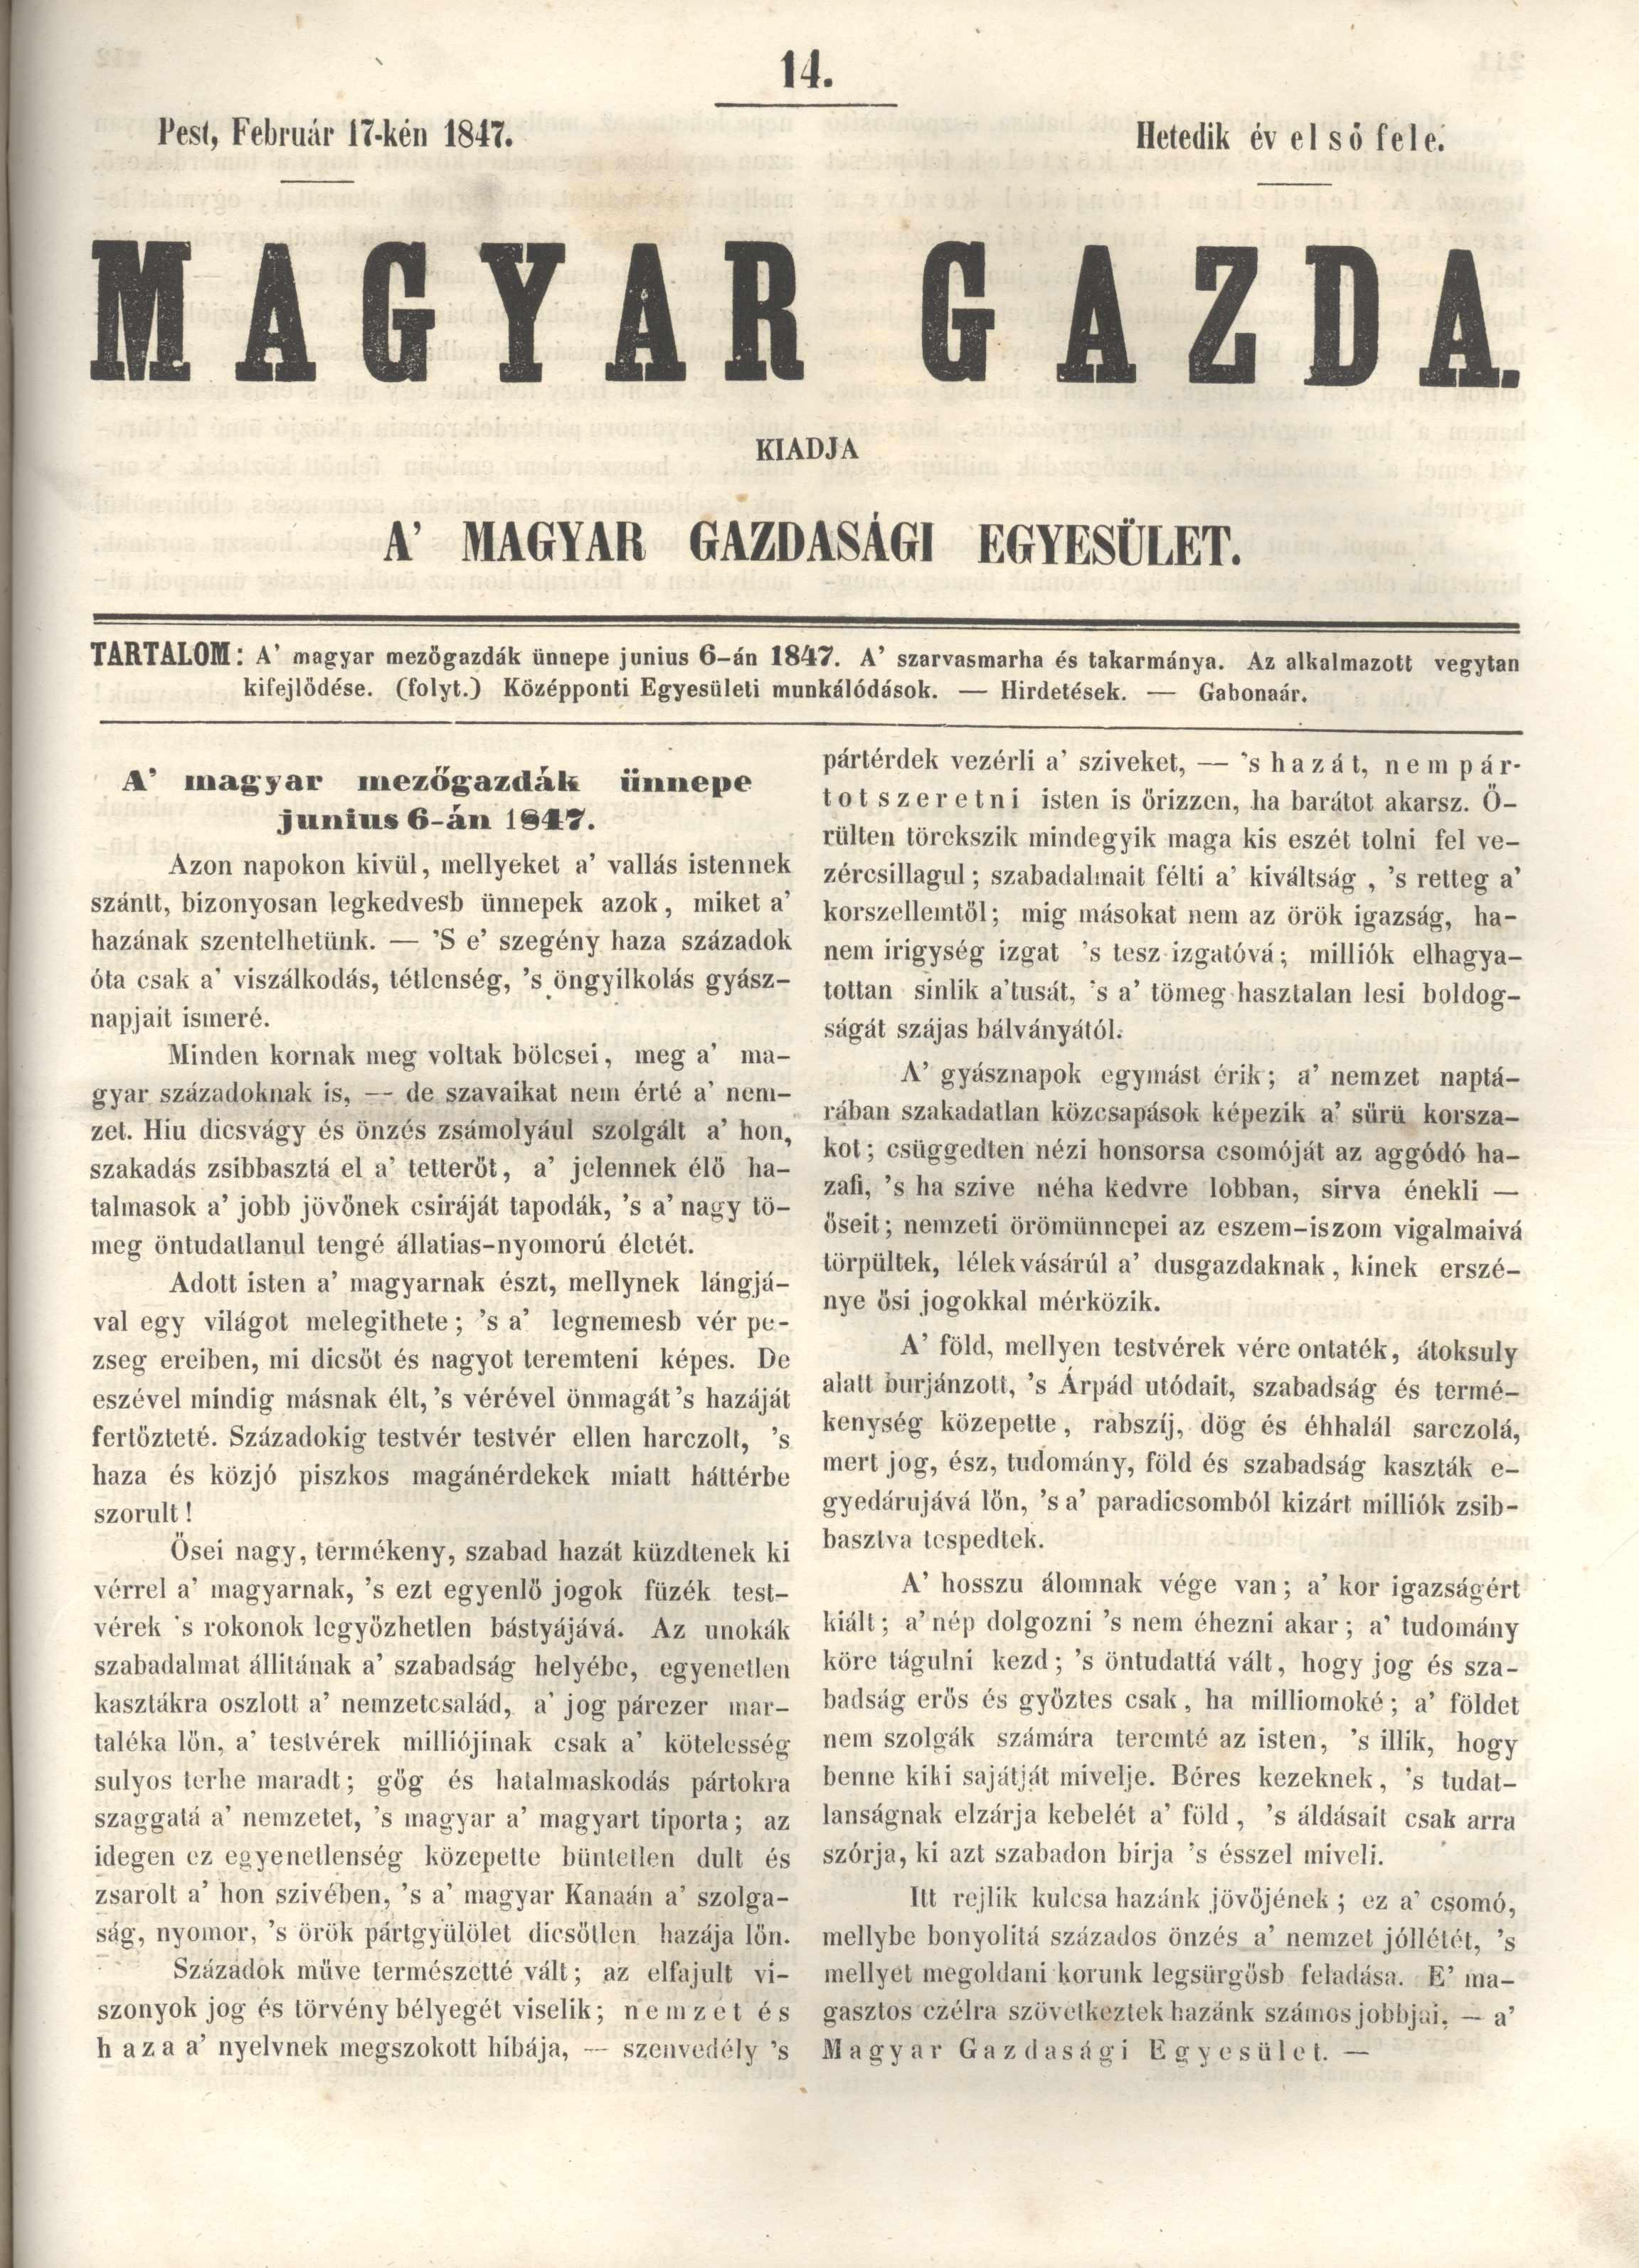 14.
Pest, Február 17-kén 1847.
Hetedik év első fele.
MAGYAR GAZDA.
KIADJA
A' MAGYAR GAZDASÁGI EGYESÜLET.
TARTALOM: A' magyar mezőgazdák ünnepe junius 6-án 1847. A' szarvasmarha és takarmánya. Az alkalmazott vegytan
kifejlődése. (folyt.) Középponti Egyesületi munkálódások. — Hirdetések. — Gabonaár.
A' magyar mezőgazdák ünnepe
junius 6-án 1847.
Azon napokon kivül, mellyeket a' vallás istennek
szántt, bizonyosan legkedvesb ünnepek azok, miket a'
hazának szentelhetünk. — 'S e' szegény haza századok
óta csak a' viszálkodás, tétlenség, 's öngyilkolás gyász-
napjait ismeré.
Minden kornak meg voltak bölcsei, meg a' ma-
gyar századoknak is, — de szavaikat nem érté a' nem-
zet. Hiu dicsvágy és önzés zsámolyául szolgált a' hon,
szakadás zsibbasztá el a' tetterőt, a' jelennek élő ha-
talmasok a' jobb jövőnek csiráját tapodák, 's a' nagy tö-
meg öntudatlanul tengé állatias-nyomorú életét.
Adott isten a' magyarnak észt, mellynek lángjá-
val egy világot melegithete; 's a' legnemesb vér pe-
zseg ereiben, mi dicsőt és nagyot teremteni képes. De
eszével mindig másnak élt, 's vérével önmagát 's hazáját
fertőzteté. Századokig testvér testvér ellen harczolt, 's
haza és közjó piszkos magánérdekek miatt háttérbe
szorult!
Ősei nagy, termékeny, szabad hazát küzdtenek ki
vérrel a' magyarnak, 's ezt egyenlő jogok füzék test-
vérek 's rokonok legyőzhetlen bástyájává. Az unokák
szabadalmat állitának a' szabadság helyébe, egyenetlen
kasztákra oszlott a' nemzetcsalád, a' jog párezer mar-
taléka lőn, a' testvérek milliójinak csak a' kötelesség
sulyos terhe maradt; gőg és hatalmaskodás pártokra
szaggatá a' nemzetet, 's magyar a' magyart tiporta; az
idegen ez egyenetlenség közepette büntetlen dult és
zsarolt a' hon szivében, 's a' magyar Kanaán a' szolga-
ság, nyomor, 's örök pártgyülölet dicsőtlen hazája lőn.
Századok műve természetté vált; az elfajult vi-
szonyok jog és törvény bélyegét viselik; nemzet és
haza a' nyelvnek megszokott hibája, — szenvedély 's
pártérdek vezérli a' sziveket, — 's hazát, nem pár-
tot szeretni isten is őrizzen, ha barátot akarsz. Ő-
rülten törekszik mindegyik maga kis eszét tolni fel ve-
zércsillagul; szabadalmait félti a' kiváltság, 's retteg a'
korszellemtől; mig másokat nem az örök igazság, ha-
nem irigység izgat 's tesz izgatóvá; milliók elhagya-
tottan sinlik a' tusát, 's a' tömeg hasztalan lesi boldog-
ságát szájas bálványától.
A' gyásznapok egymást érik; a' nemzet naptá-
rában szakadatlan közcsapások képezik a' sürü korsza-
kot; csüggedten nézi honsorsa csomóját az aggódó ha-
zafi, 's ha szive néha kedvre lobban, sirva énekli —
őseit; nemzeti örömünnepei az eszem-iszom vigalmaivá
törpültek, lélekvásárúl a' dusgazdaknak, kinek erszé-
nye ősi jogokkal mérközik.
A' föld, mellyen testvérek vére ontaték, átoksuly
alatt burjánzott, 's Árpád utódait, szabadság és termé-
kenység közepette, rabszíj, dög és éhhalál sarczolá,
mert jog, ész, tudomány, föld és szabadság kaszták e-
gyedárujává lőn, 's a' paradicsomból kizárt milliók zsib-
basztva tespedtek.
A' hosszu álomnak vége van; a' kor igazságért
kiált; a' nép dolgozni 's nem éhezni akar; a' tudomány
köre tágulni kezd; 's öntudattá vált, hogy jog és sza-
badság erős és győztes csak, ha milliomoké; a' földet
nem szolgák számára teremté az isten, 's illik, hogy
benne kiki sajátját mivelje. Béres kezeknek, 's tudat-
lanságnak elzárja kebelét a' föld, 's áldásait csak arra
szórja, ki azt szabadon birja 's ésszel miveli.
Itt rejlik kulcsa hazánk jövőjének; ez a' csomó,
mellybe bonyolitá százados önzés a' nemzet jóllétét, 's
mellyet megoldani korunk legsürgősb feladása. E' ma-
gasztos czélra szövetkeztek hazánk számos jobbjai, — a'
Magyar Gazdasági Egyesület. —